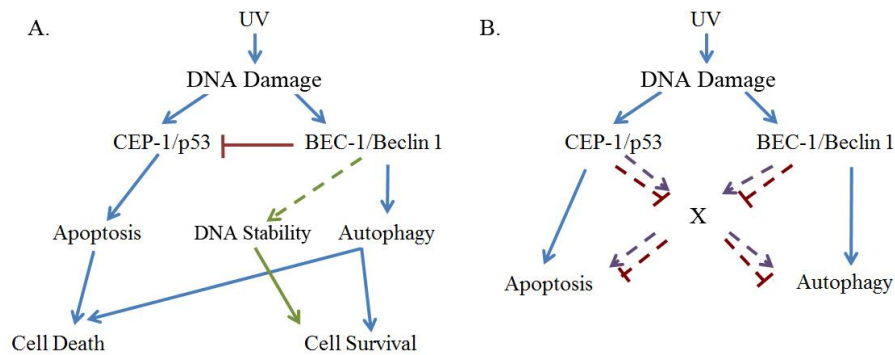 A.
UV
DNA Damage
CEP-1/p53
BEC-1/Beclin 1
Apoptosis
DNA Stability
Autophagy
Cell Death
Cell Survival
B.
UV
DNA Damage
CEP-1/p53
BEC-1/Beclin 1
X
Apoptosis
Autophagy